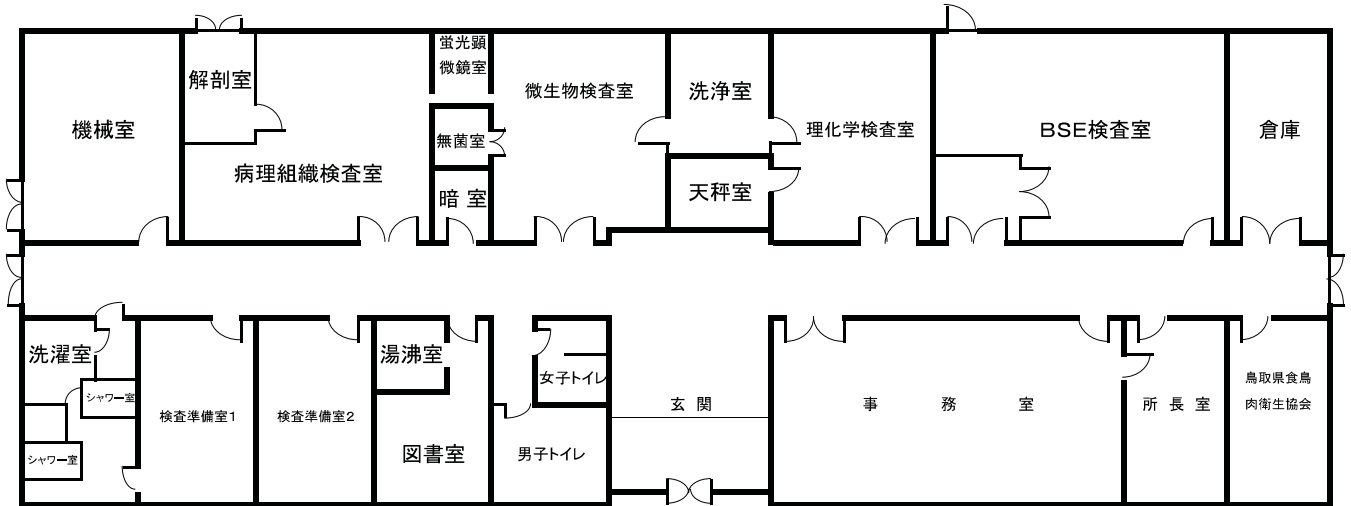 機械室
解剖室
病理組織検査室
蛍光顕
微鏡室
無菌室
暗 室
微生物検査室
洗浄室
天秤室
理化学検査室
BSE検査室
倉庫
洗濯室
シャワー室
シャワー室
検査準備室1
検査準備室2
湯沸室
図書室
女子トイレ
男子トイレ
玄 関
事 務 室
所 長 室
鳥取県食鳥
肉衛生協会